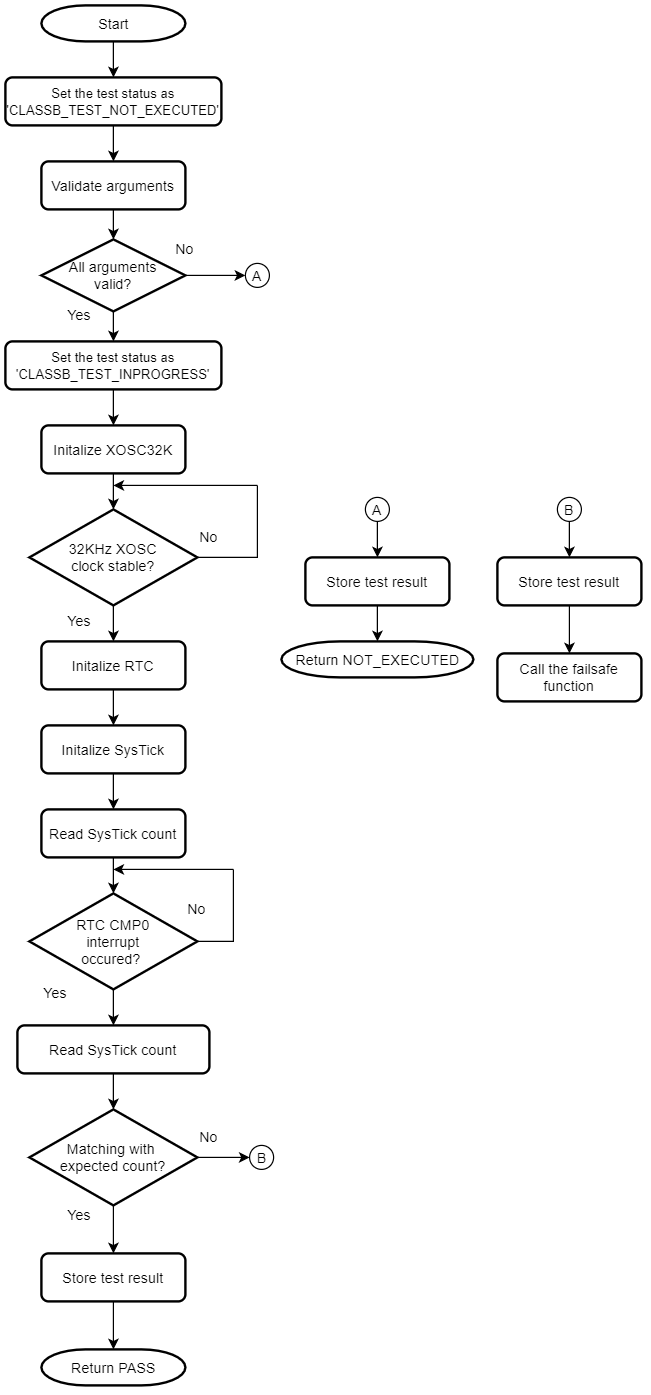 Start
Set the test status as
'CLASSB_TEST_NOT_EXECUTED'
Validate arguments
All arguments
valid?
No
A
Yes
Set the test status as
'CLASSB_TEST_INPROGRESS'
Initalize XOSC32K
32KHz XOSC
clock stable?
No
Yes
Initalize RTC
Initalize SysTick
Read SysTick count
RTC CMP0
interrupt
occured?
No
Yes
Read SysTick count
Matching with
expected count?
No
B
Yes
Store test result
Return PASS
A
Store test result
Return NOT_EXECUTED
B
Store test result
Call the failsafe
function